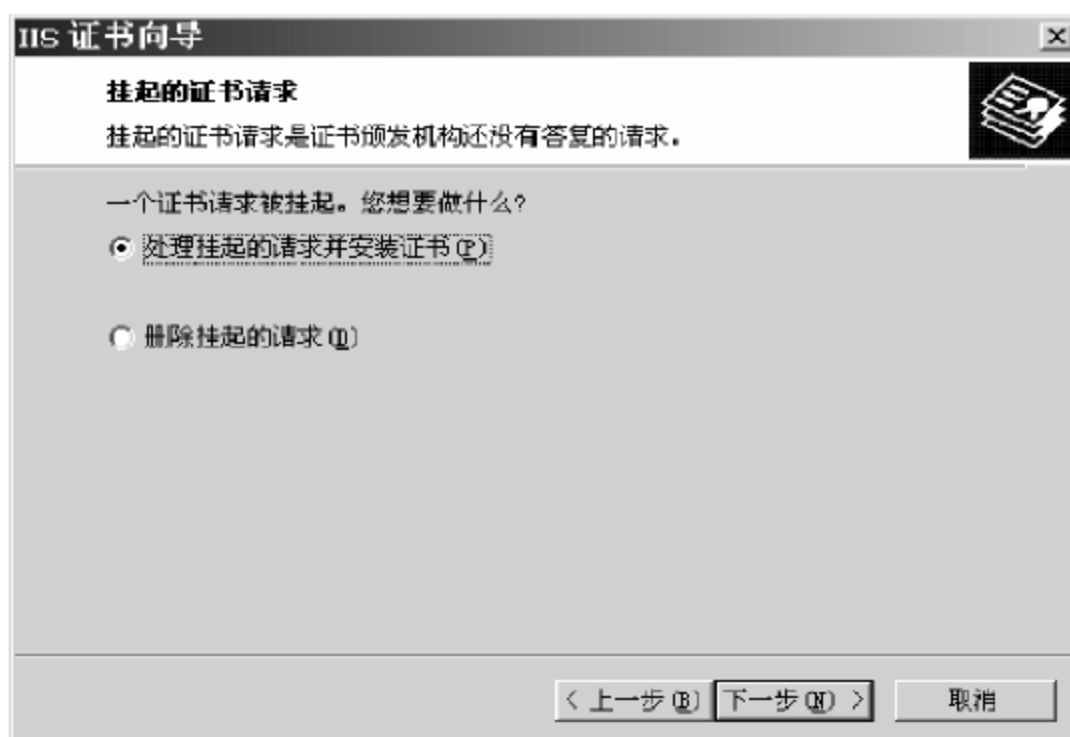 IIS 证书向导
挂起的证书请求
挂起的证书请求是证书颁发机构还没有答复的请求。
一个证书请求被挂起。您想要做什么?
处理挂起的请求并安装证书(P)
删除挂起的请求(D)
< 上一步(B) 下一步(N) > 取消